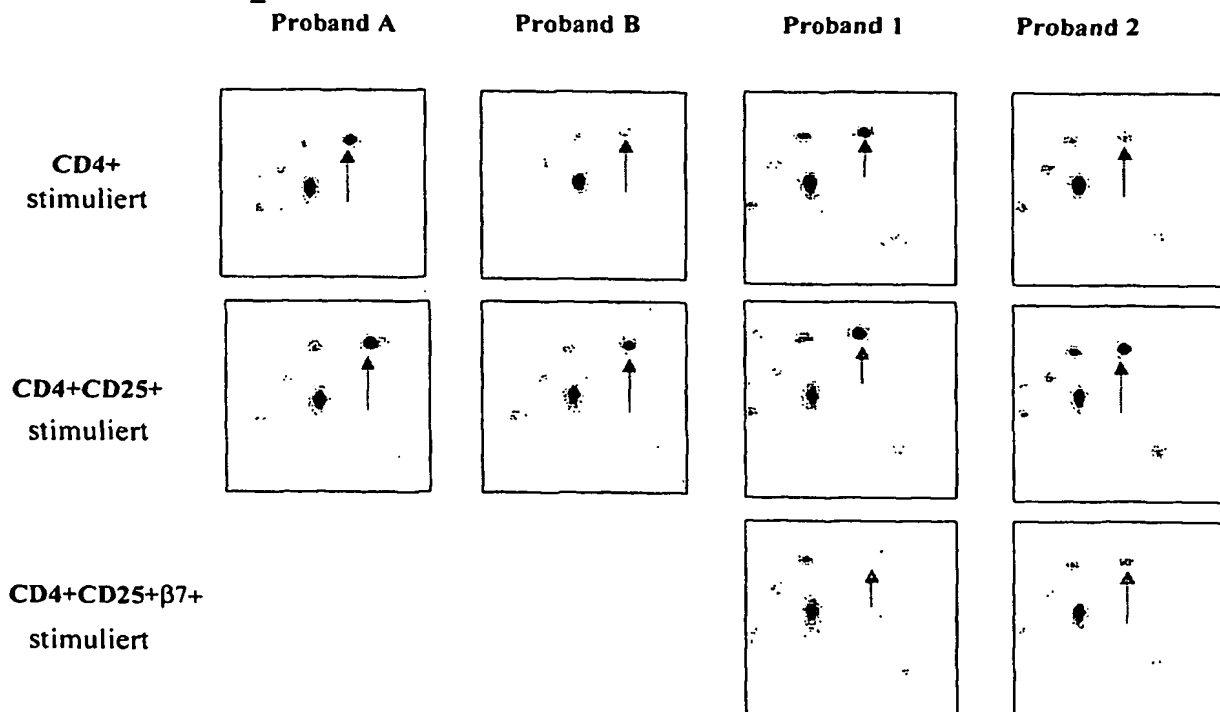 Proband A Proband B Proband 1 Proband 2
CD4+
stimuliert
CD4+CD25+
stimuliert
CD4+CD25+β7+
stimuliert